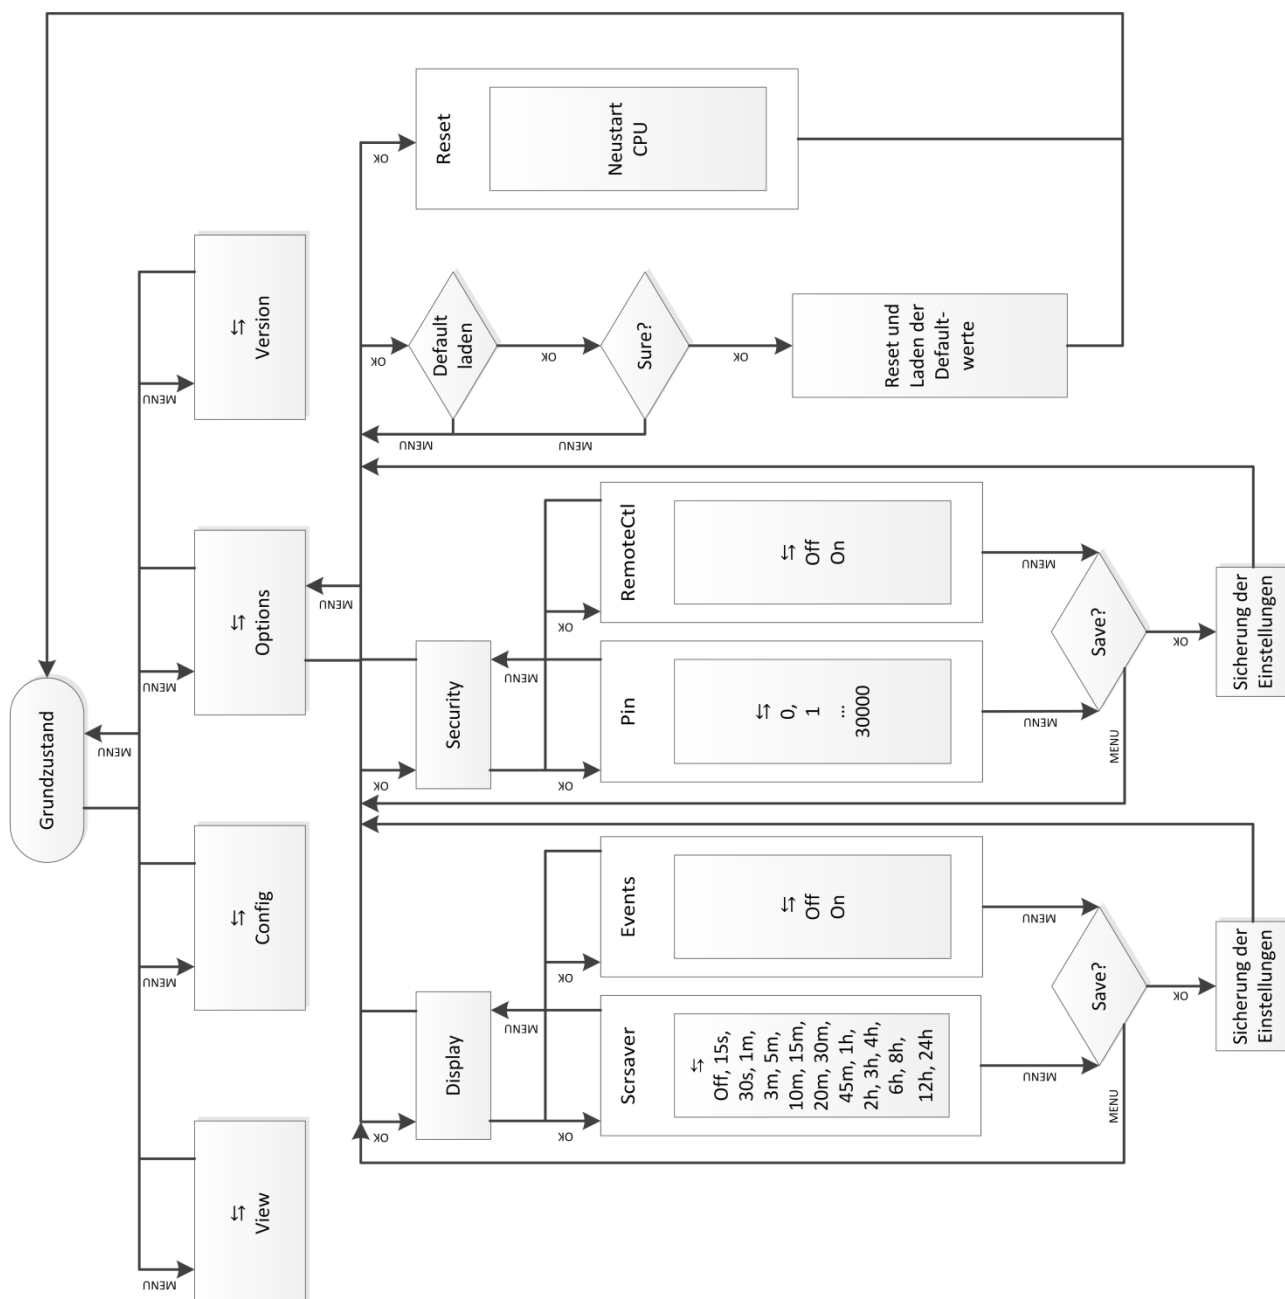 Grundzustand
MENU
MENU
⇄
View
MENU
⇄
Config
MENU
⇄
Options
MENU
⇄
Version
MENU
OK
Display
OK
Scrsaver
⇄
Off, 15s,
30s, 1m,
3m, 5m,
10m, 15m,
20m, 30m,
45m, 1h,
2h, 3h, 4h,
6h, 8h,
12h, 24h
MENU
OK
Events
⇄
Off
On
MENU
MENU
Save?
MENU
OK
Sicherung der
Einstellungen
OK
Security
OK
Pin
⇄
0,
1
...
30000
MENU
OK
RemoteCtl
⇄
Off
On
MENU
MENU
Save?
MENU
OK
Sicherung der
Einstellungen
OK
Default
laden
MENU
OK
Sure?
MENU
OK
Reset und
Laden der
Default-
werte
OK
Reset
Neustart
CPU